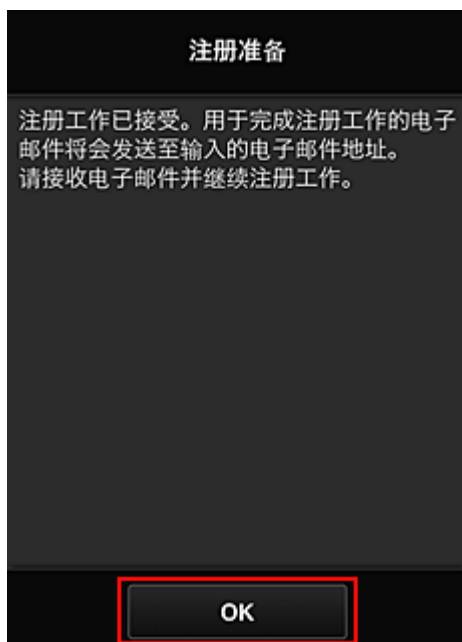 注册准备
注册工作已接受。用于完成注册工作的电子
邮件将会发送至输入的电子邮件地址。
请接收电子邮件并继续注册工作。
OK